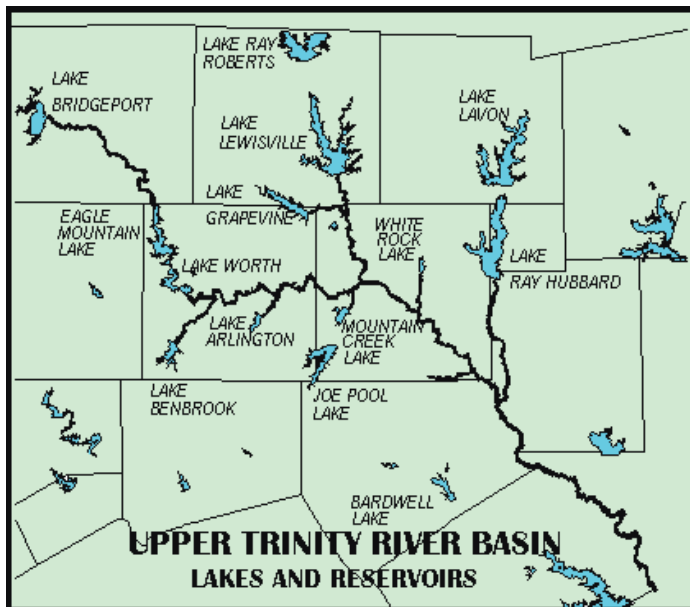 LAKE RAY
ROBERTS
LAKE
BRIDGEPORT
LAKE
LAVON
LAKE
LEWISVILLE
LAKE
GRAPEVINE
EAGLE
MOUNTAIN
LAKE
WHITE
ROCK
LAKE
LAKE WORTH
LAKE
RAY HUBBARD
LAKE
ARLINGTON
MOUNTAIN
CREEK
LAKE
LAKE
BENBROOK
JOE POOL
LAKE
BARDWELL
LAKE
UPPER TRINITY RIVER BASIN
LAKES AND RESERVOIRS